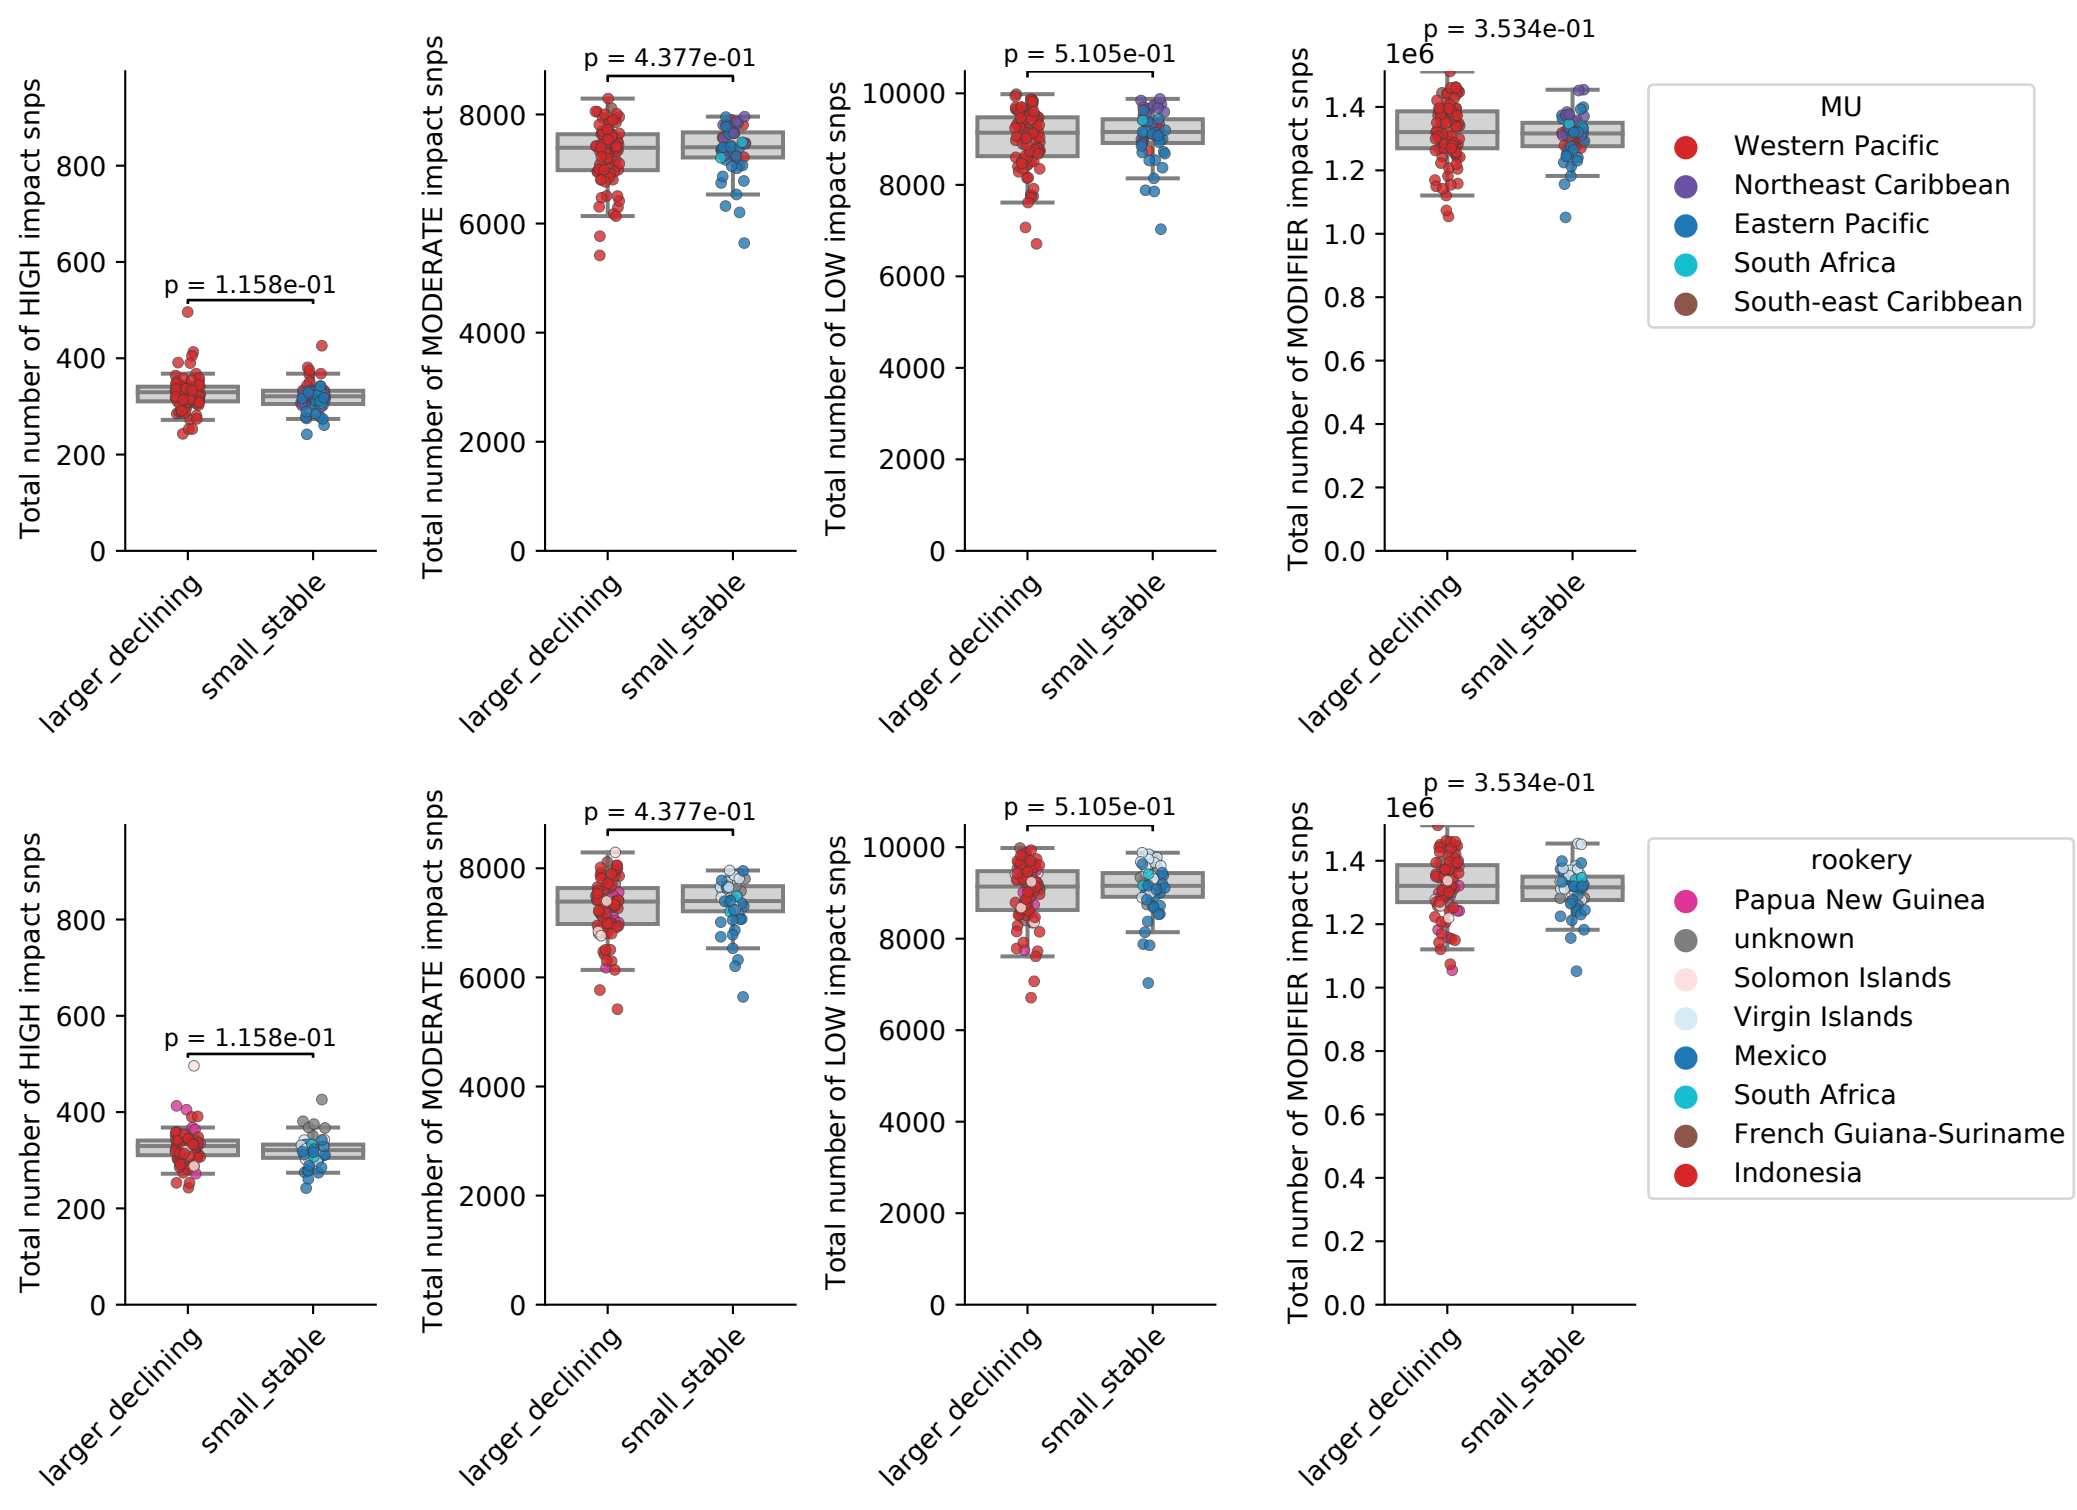 p = 3.534e-01
p = 4.377e-01
p = 5.105e-01
1e6
Total number of HIGH impact snps
800
600
400
200
0
p = 1.158e-01
larger_declining
small_stable
Total number of MODERATE impact snps
8000
6000
4000
2000
0
larger_declining
small_stable
Total number of LOW impact snps
10000
8000
6000
4000
2000
0
larger_declining
small_stable
Total number of MODIFIER impact snps
1.4
1.2
1.0
0.8
0.6
0.4
0.2
0.0
larger_declining
small_stable
MU
Western Pacific
Northeast Caribbean
Eastern Pacific
South Africa
South-east Caribbean
p = 3.534e-01
p = 4.377e-01
p = 5.105e-01
1e6
Total number of HIGH impact snps
800
600
400
200
0
p = 1.158e-01
larger_declining
small_stable
Total number of MODERATE impact snps
8000
6000
4000
2000
0
larger_declining
small_stable
Total number of LOW impact snps
10000
8000
6000
4000
2000
0
larger_declining
small_stable
Total number of MODIFIER impact snps
1.4
1.2
1.0
0.8
0.6
0.4
0.2
0.0
larger_declining
small_stable
rookery
Papua New Guinea
unknown
Solomon Islands
Virgin Islands
Mexico
South Africa
French Guiana-Suriname
Indonesia